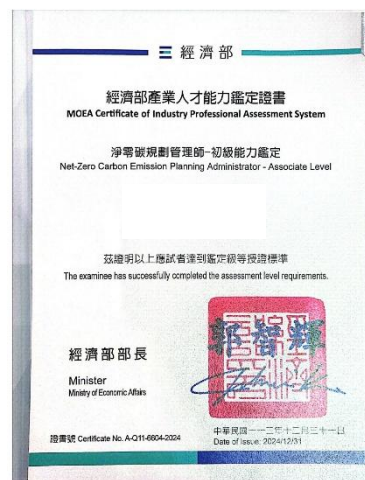 經濟部
經濟部產業人才能力鑑定證書
MOEA Certificate of Industry Professional Assessment System
淨零碳規劃管理師-初級能力鑑定
Net-Zero Carbon Emission Planning Administrator - Associate Level
茲證明以上應試者達到鑑定級等授證標準
The examinee has successfully completed the assessment level requirements.
經濟部部長
郭智輝
Minister
Ministry of Economic Affairs
證書號 Certificate No. A-Q11-6604-2024
中華民國一一三年十二月三十一日
Date of Issue: 2024/12/31